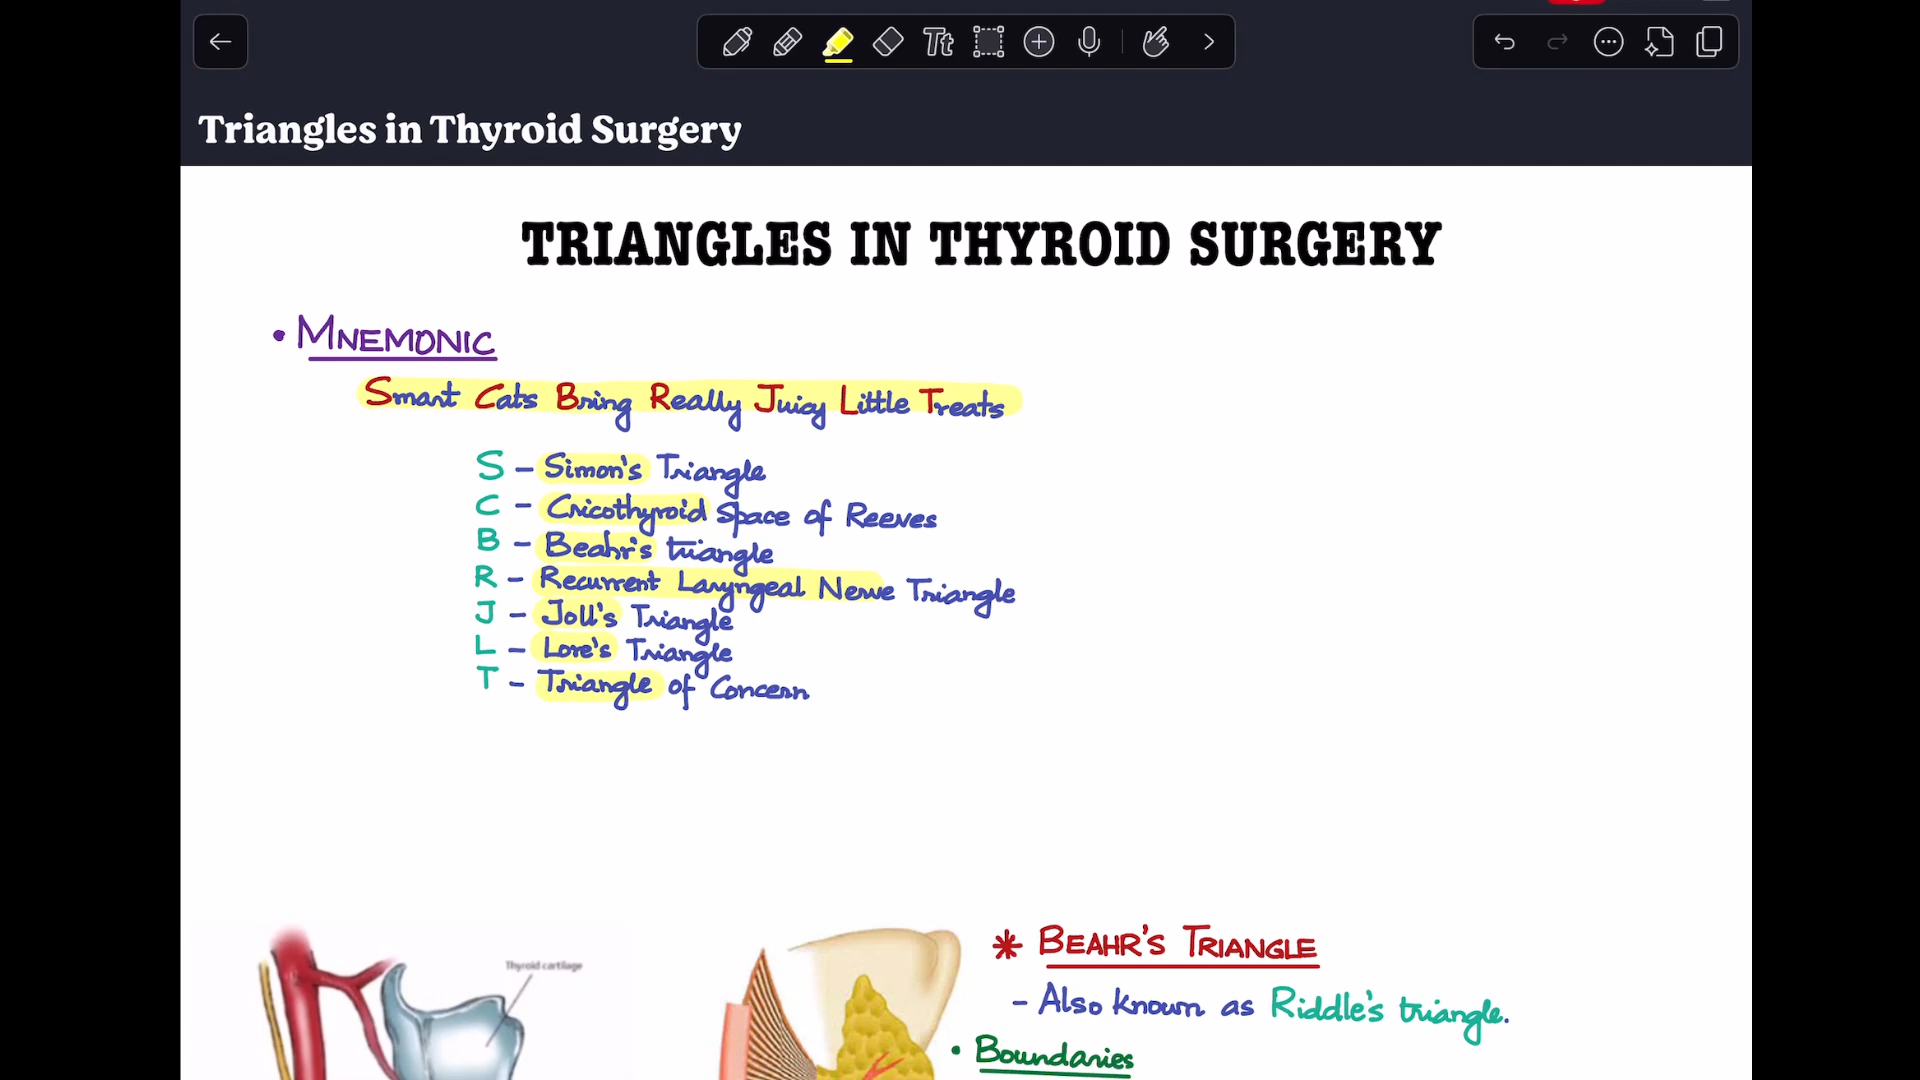 Triangles in Thyroid Surgery
TRIANGLES IN THYROID SURGERY
• MNEMONIC
Smart Cats Bring Really Juicy Little Treats
S – Simon's Triangle
C – Cricothyroid Space of Reeves
B – Beahr's triangle
R – Recurrent Laryngeal Nerve Triangle
J – Joll's Triangle
L – Lore's Triangle
T – Triangle of Concern
Thyroid cartilage
* BEAHR'S TRIANGLE
– Also known as Riddle's triangle.
• Boundaries